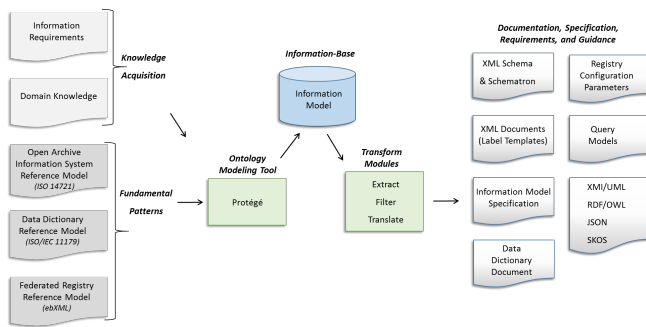 Information
Requirements
Domain Knowledge
Knowledge
Acquisition
Open Archive
Information System
Reference Model
(ISO 14721)
Data Dictionary
Reference Model
(ISO/IEC 11179)
Federated Registry
Reference Model
(ebXML)
Fundamental
Patterns
Ontology
Modeling Tool
Protégé
Information-Base
Information
Model
Transform
Modules
Extract
Filter
Translate
Documentation, Specification,
Requirements, and Guidance
XML Schema
& Schematron
Registry
Configuration
Parameters
XML Documents
(Label Templates)
Query
Models
Information Model
Specification
XMI/UML
RDF/OWL
JSON
SKOS
Data
Dictionary
Document